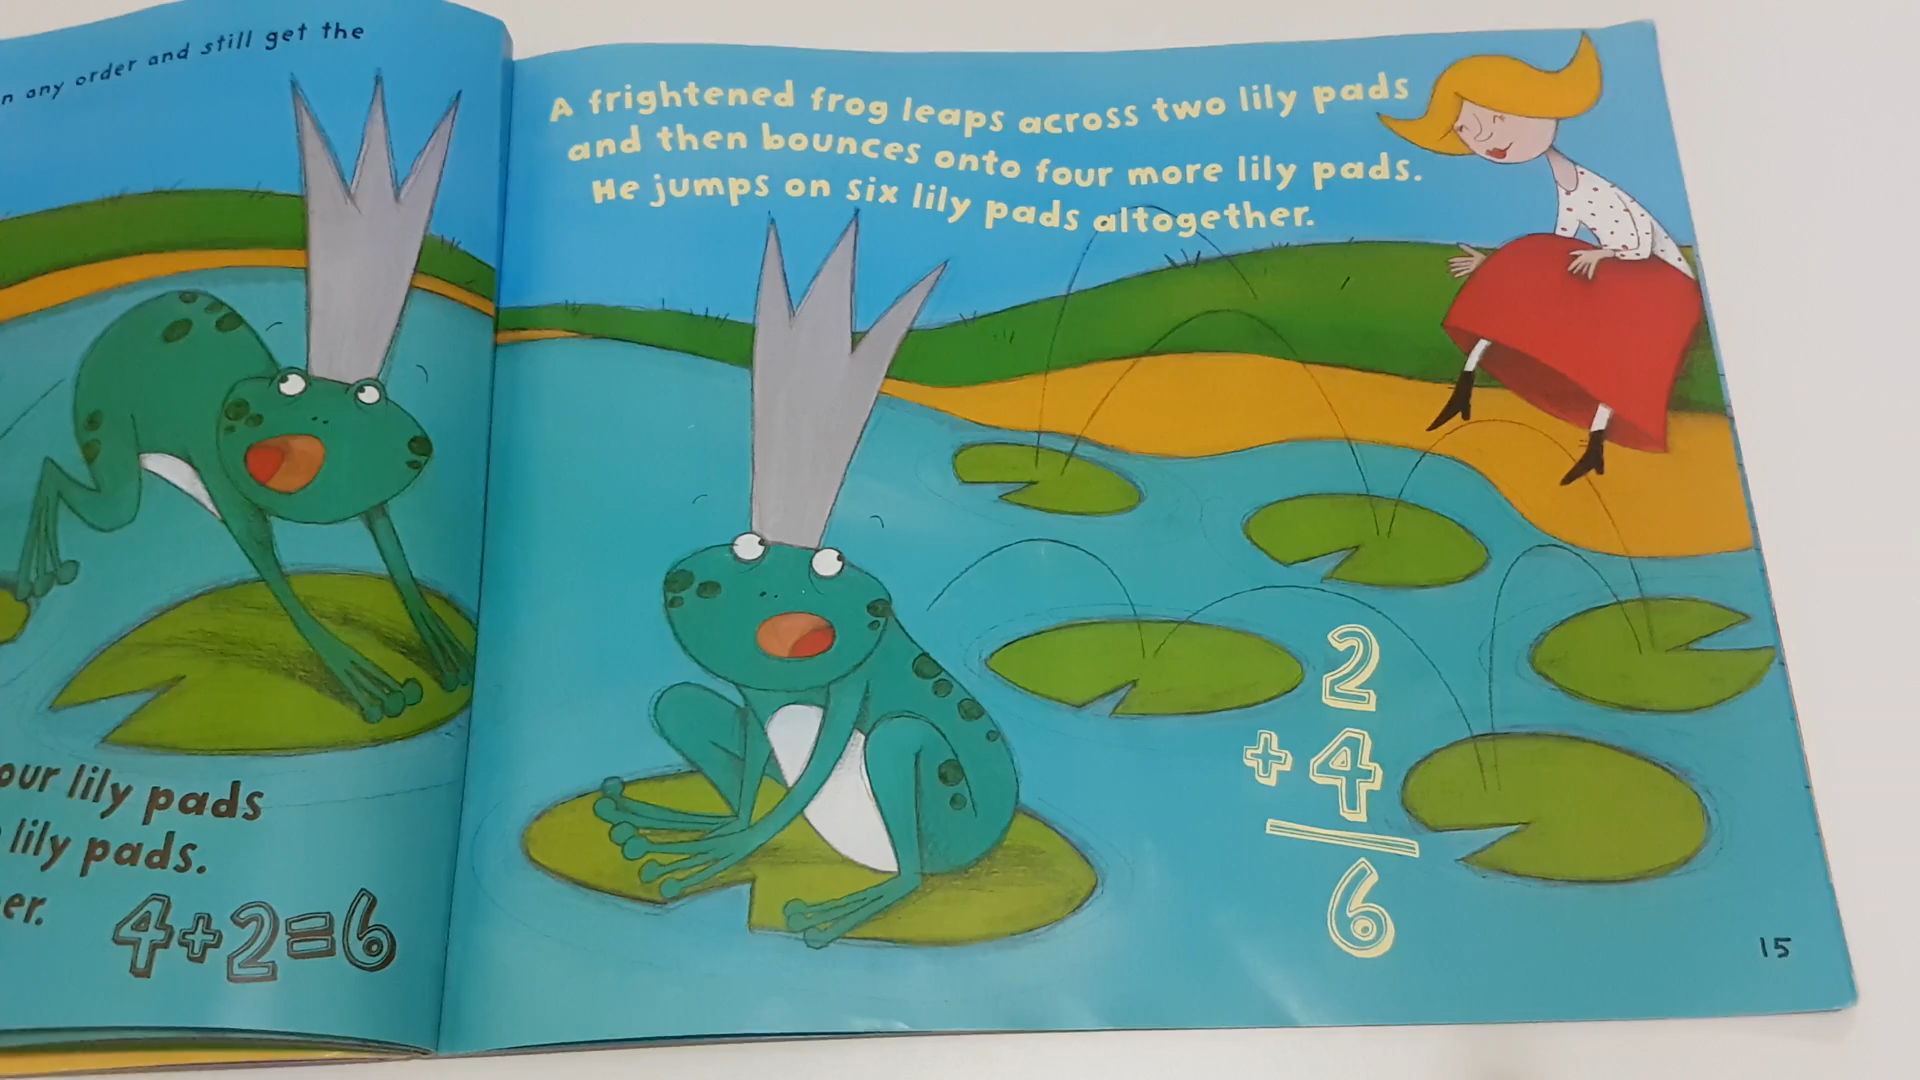 n any order and still get the
our lily pads
lily pads.
er.
4+2=6
A frightened frog leaps across two lily pads
and then bounces onto four more lily pads.
He jumps on six lily pads altogether.
2
+ 4
6
15